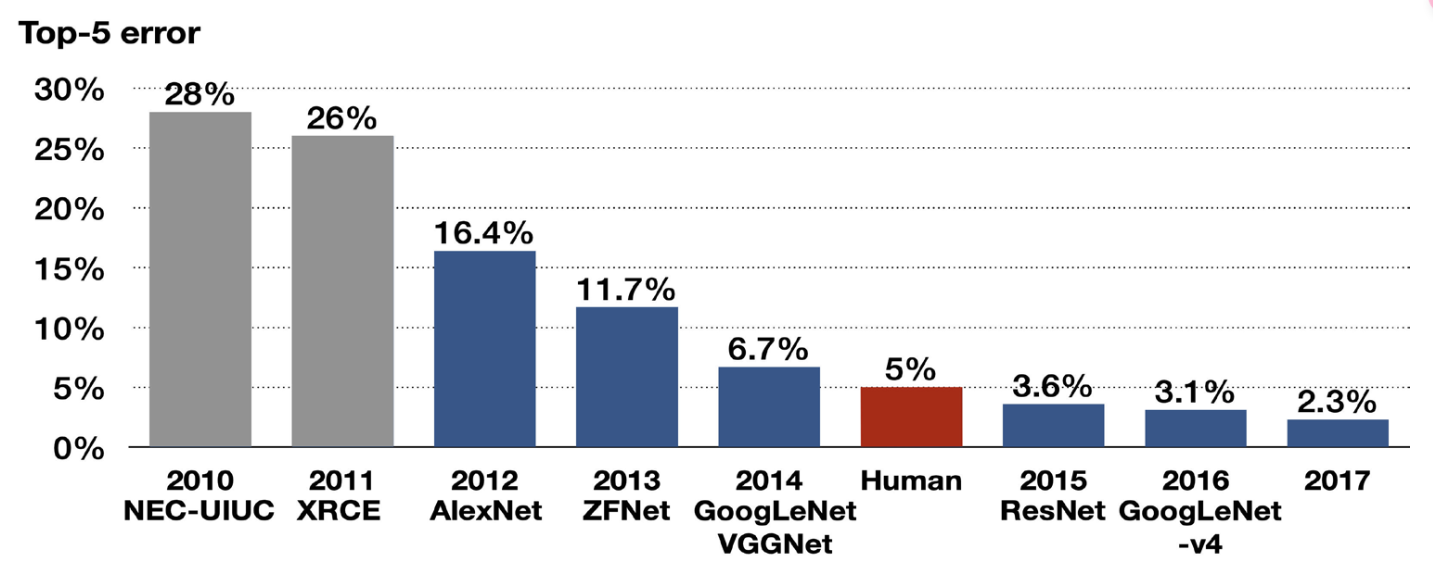 Top-5 error
30%
25%
20%
15%
10%
5%
0%
28%
26%
16.4%
11.7%
6.7%
5%
3.6%
3.1%
2.3%
2010
NEC-UIUC
2011
XRCE
2012
AlexNet
2013
ZFNet
2014
GoogLeNet
VGGNet
Human
2015
ResNet
2016
GoogLeNet
-v4
2017